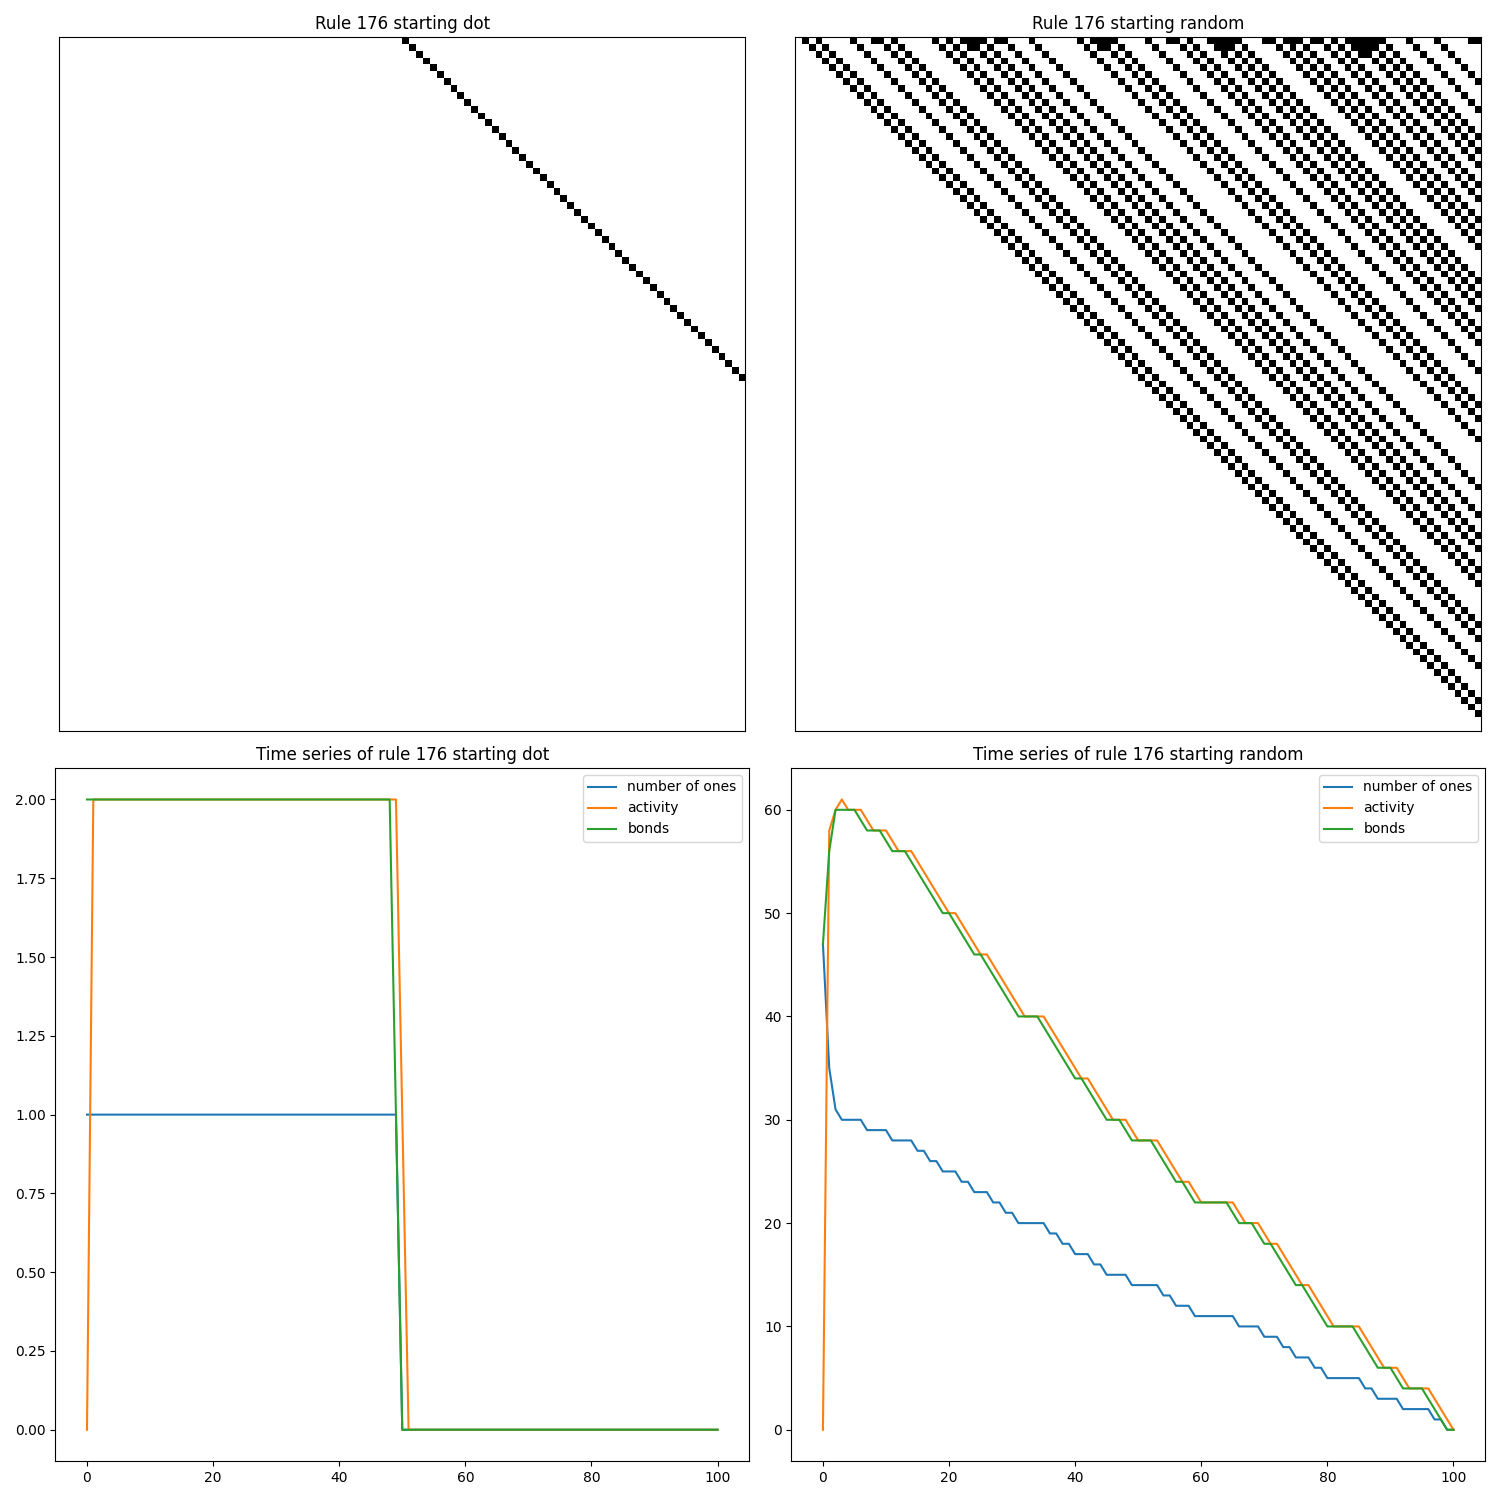 Rule 176 starting dot
Rule 176 starting random
Time series of rule 176 starting dot
Time series of rule 176 starting random
number of ones
activity
bonds
2.00
1.75
1.50
1.25
1.00
0.75
0.50
0.25
0.00
0
20
40
60
80
100
number of ones
activity
bonds
60
50
40
30
20
10
0
0
20
40
60
80
100